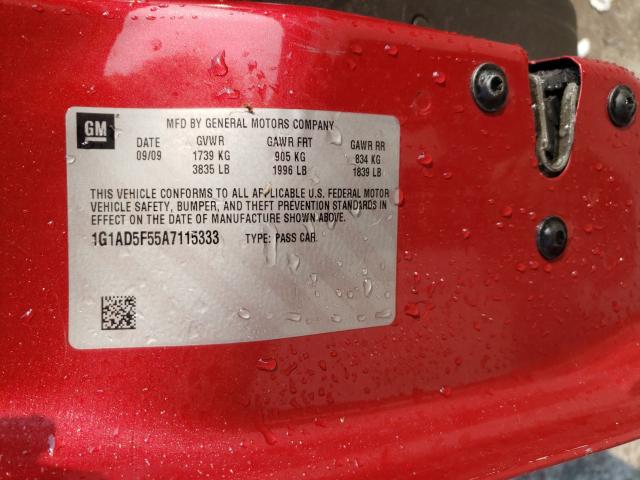 GM
MFD BY GENERAL MOTORS COMPANY
DATE GVWR GAWR FRT GAWR RR
09/09 1739 KG 905 KG 834 KG
3835 LB 1996 LB 1839 LB
THIS VEHICLE CONFORMS TO ALL APPLICABLE U.S. FEDERAL MOTOR
VEHICLE SAFETY, BUMPER, AND THEFT PREVENTION STANDARDS IN
EFFECT ON THE DATE OF MANUFACTURE SHOWN ABOVE.
1G1AD5F55A7115333 TYPE: PASS CAR